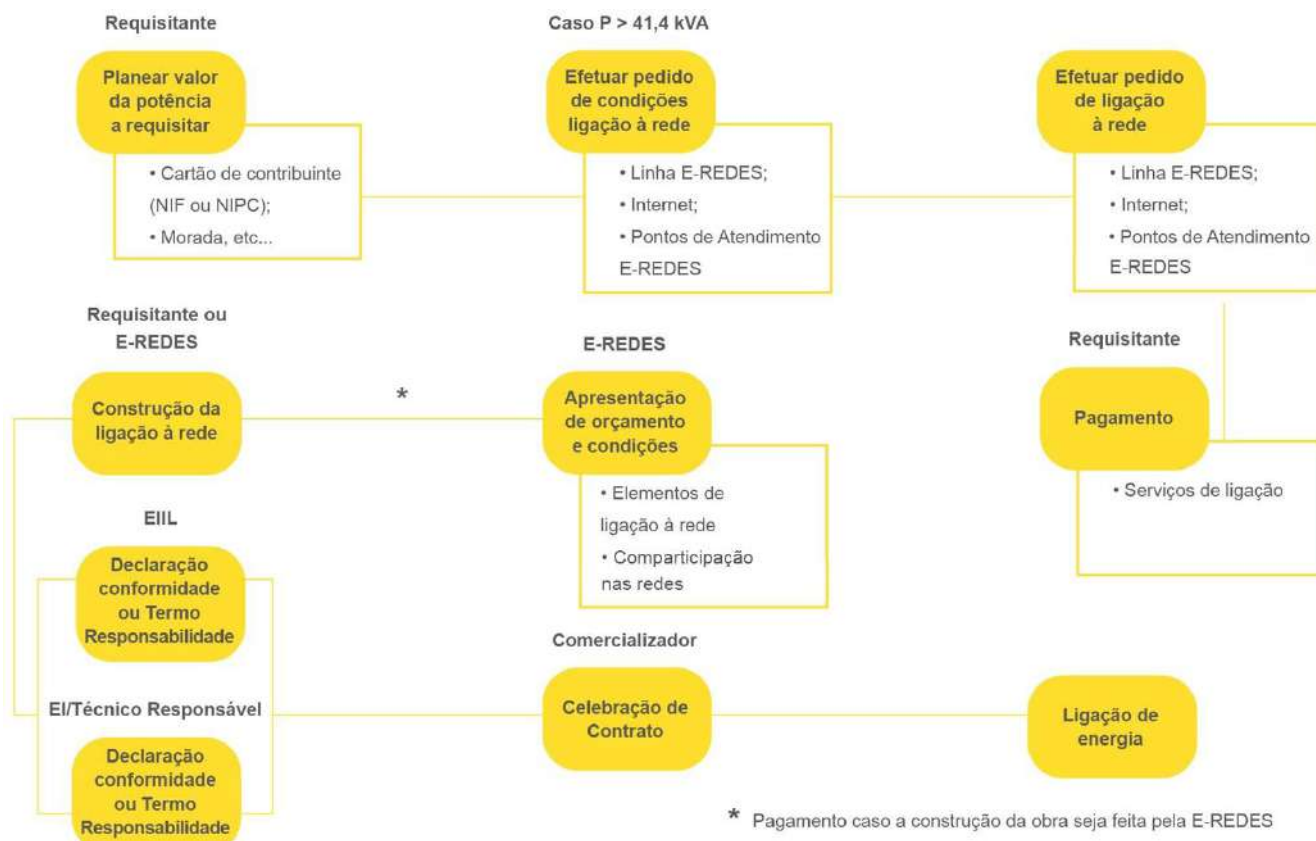 Requisitante
Planear valor
da potência
a requisitar
• Cartão de contribuinte
(NIF ou NIPC);
• Morada, etc...
Caso P > 41,4 kVA
Efetuar pedido
de condições
ligação à rede
• Linha E-REDES;
• Internet;
• Pontos de Atendimento
E-REDES
Efetuar pedido
de ligação
à rede
• Linha E-REDES;
• Internet;
• Pontos de Atendimento
E-REDES
Requisitante ou
E-REDES
Construção da
ligação à rede
*
E-REDES
Apresentação
de orçamento
e condições
• Elementos de
ligação à rede
• Comparticipação
nas redes
Requisitante
Pagamento
• Serviços de ligação
EIIL
Declaração
conformidade
ou Termo
Responsabilidade
EI/Técnico Responsável
Declaração
conformidade
ou Termo
Responsabilidade
Comercializador
Celebração de
Contrato
Ligação de
energia
* Pagamento caso a construção da obra seja feita pela E-REDES